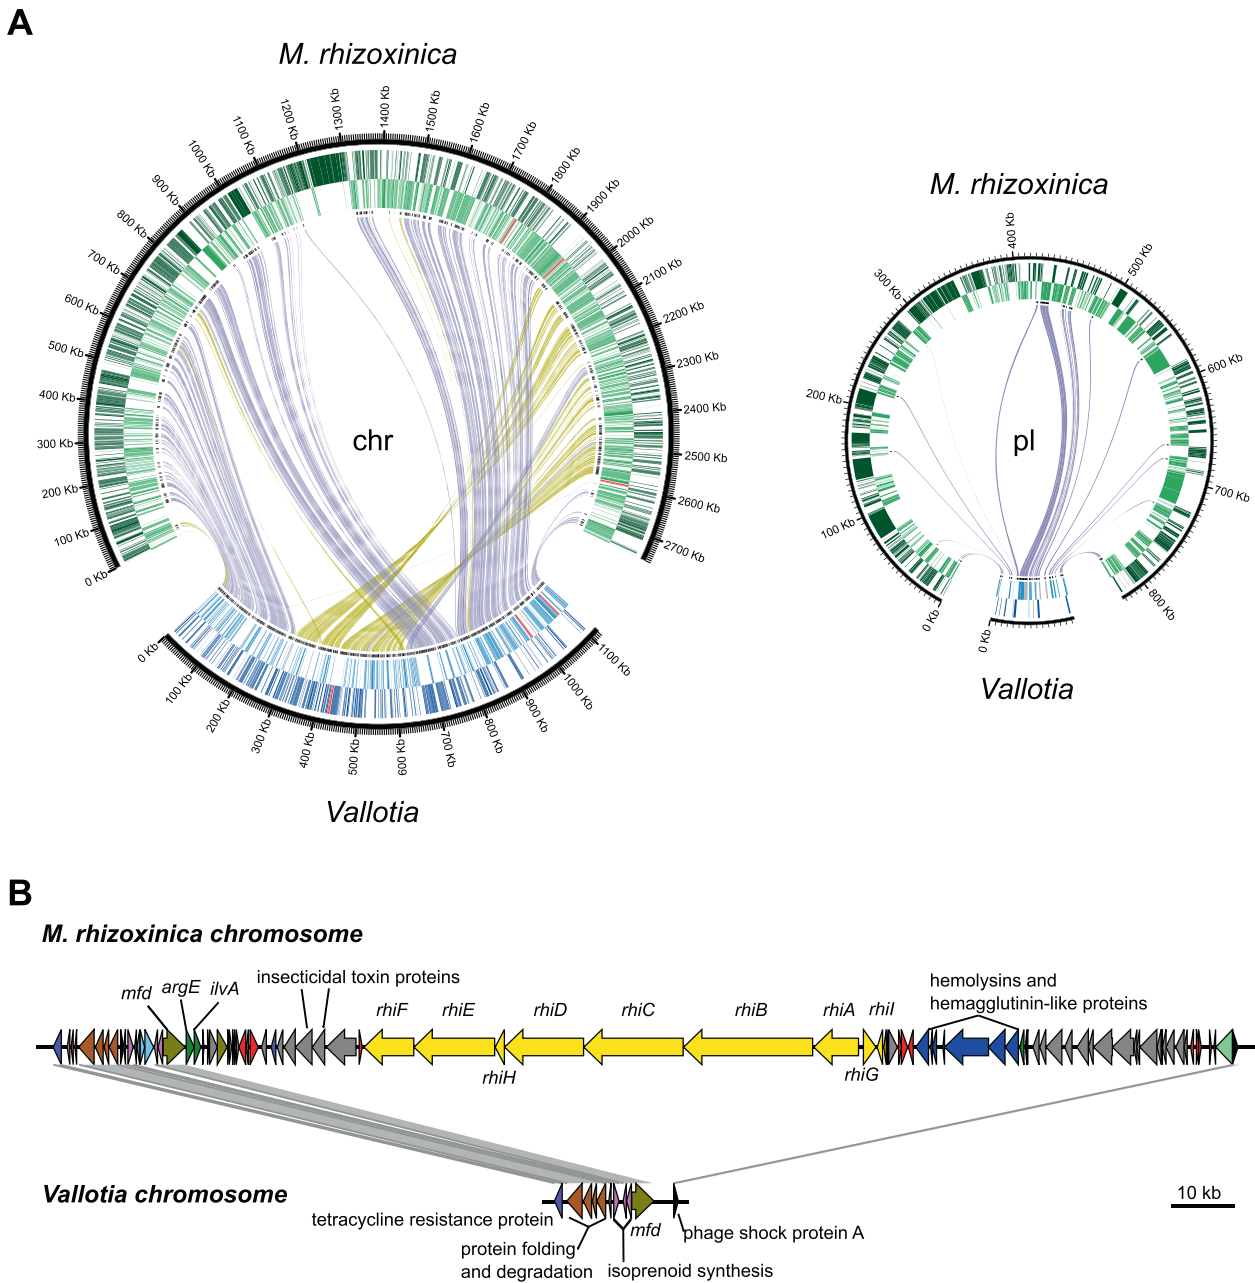 A
M. rhizoxinica
0 Kb
100 Kb
200 Kb
300 Kb
400 Kb
500 Kb
600 Kb
700 Kb
800 Kb
900 Kb
1000 Kb
1100 Kb
1200 Kb
1300 Kb
1400 Kb
1500 Kb
1600 Kb
1700 Kb
1800 Kb
1900 Kb
2000 Kb
2100 Kb
2200 Kb
2300 Kb
2400 Kb
2500 Kb
2600 Kb
2700 Kb
chr
0 Kb
100 Kb
200 Kb
300 Kb
400 Kb
500 Kb
600 Kb
700 Kb
800 Kb
900 Kb
1000 Kb
1100 Kb
Vallotia
M. rhizoxinica
0 Kb
100 Kb
200 Kb
300 Kb
400 Kb
500 Kb
600 Kb
700 Kb
800 Kb
pl
0 Kb
Vallotia
B
M. rhizoxinica chromosome
mfd
argE
ilvA
insecticidal toxin proteins
rhiF
rhiE
rhiD
rhiC
rhiB
rhiA
rhiI
hemolysins and
hemagglutinin-like proteins
rhiH
rhiG
Vallotia chromosome
tetracycline resistance protein
protein folding
and degradation
isoprenoid synthesis
mfd
phage shock protein A
10 kb